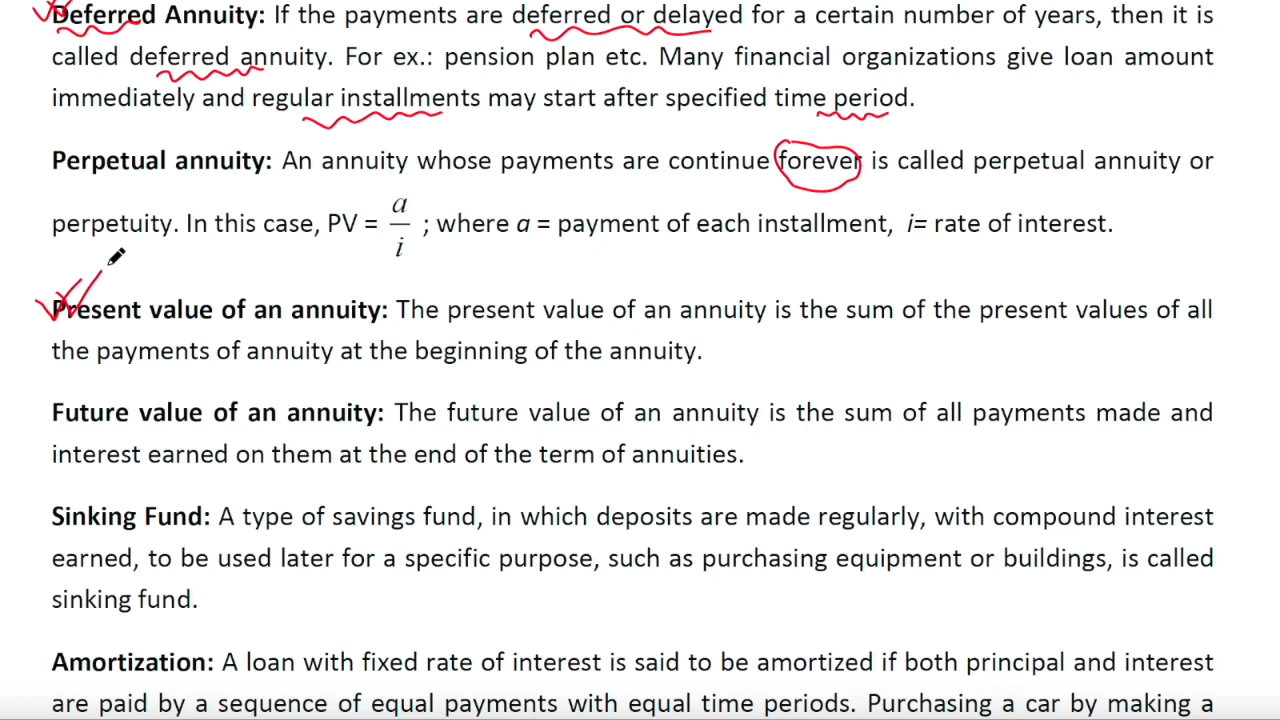 Deferred Annuity: If the payments are deferred or delayed for a certain number of years, then it is
called deferred annuity. For ex.: pension plan etc. Many financial organizations give loan amount
immediately and regular installments may start after specified time period.
Perpetual annuity: An annuity whose payments are continue forever is called perpetual annuity or
perpetuity. In this case, PV = a/i ; where a = payment of each installment, i= rate of interest.
Present value of an annuity: The present value of an annuity is the sum of the present values of all
the payments of annuity at the beginning of the annuity.
Future value of an annuity: The future value of an annuity is the sum of all payments made and
interest earned on them at the end of the term of annuities.
Sinking Fund: A type of savings fund, in which deposits are made regularly, with compound interest
earned, to be used later for a specific purpose, such as purchasing equipment or buildings, is called
sinking fund.
Amortization: A loan with fixed rate of interest is said to be amortized if both principal and interest
are paid by a sequence of equal payments with equal time periods. Purchasing a car by making a